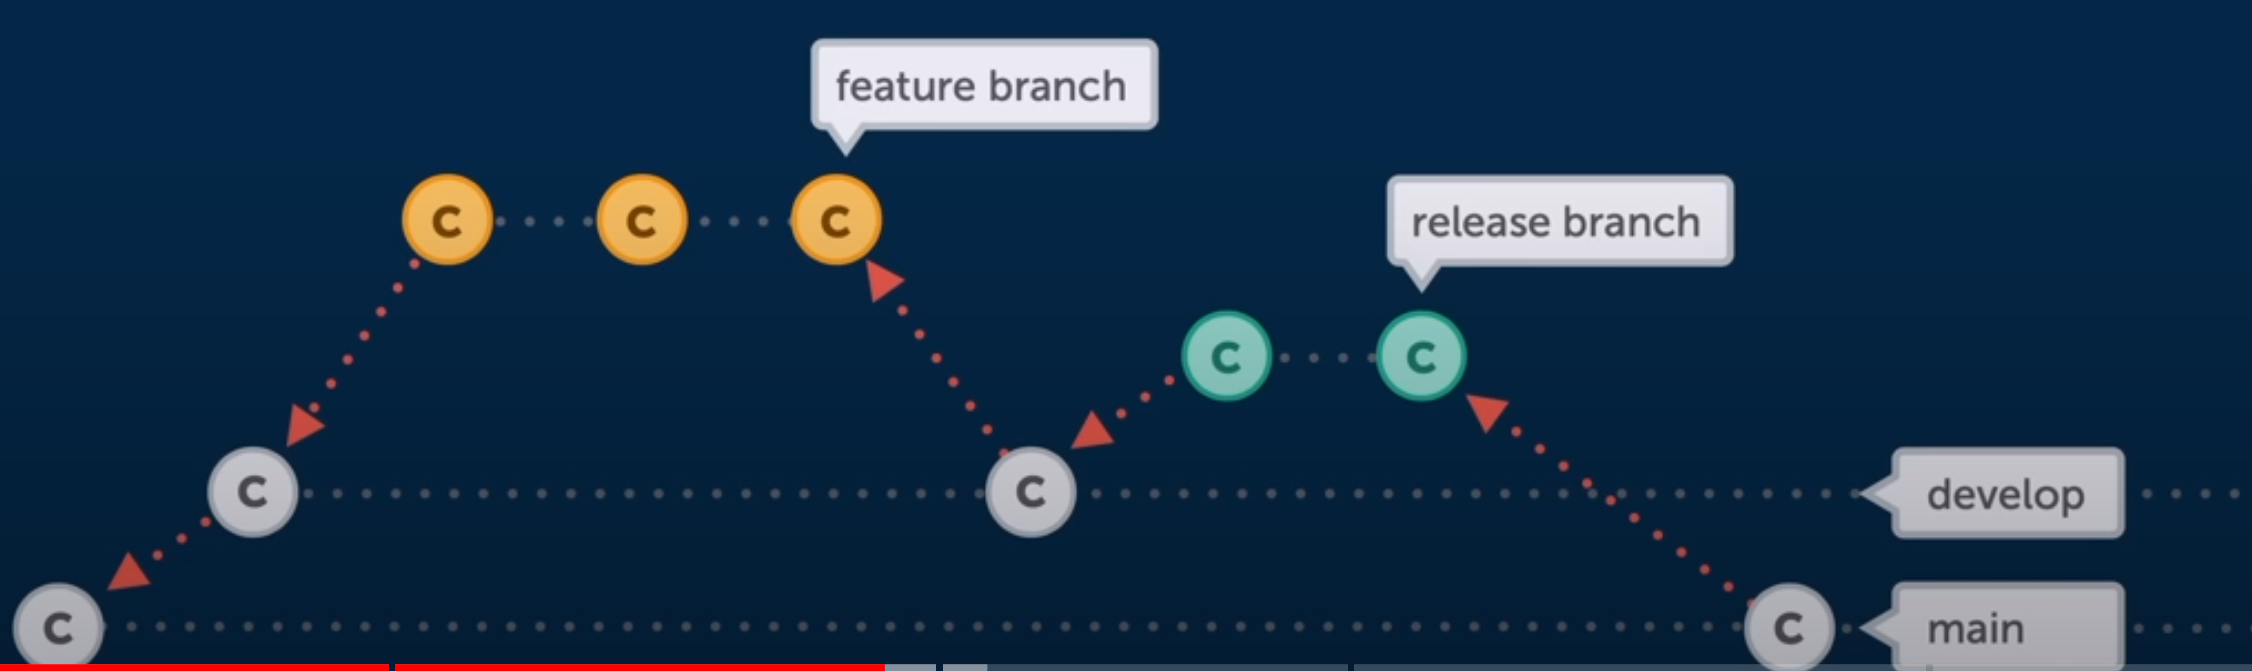 feature branch
C C C
release branch
C C
C C
develop
C C
main